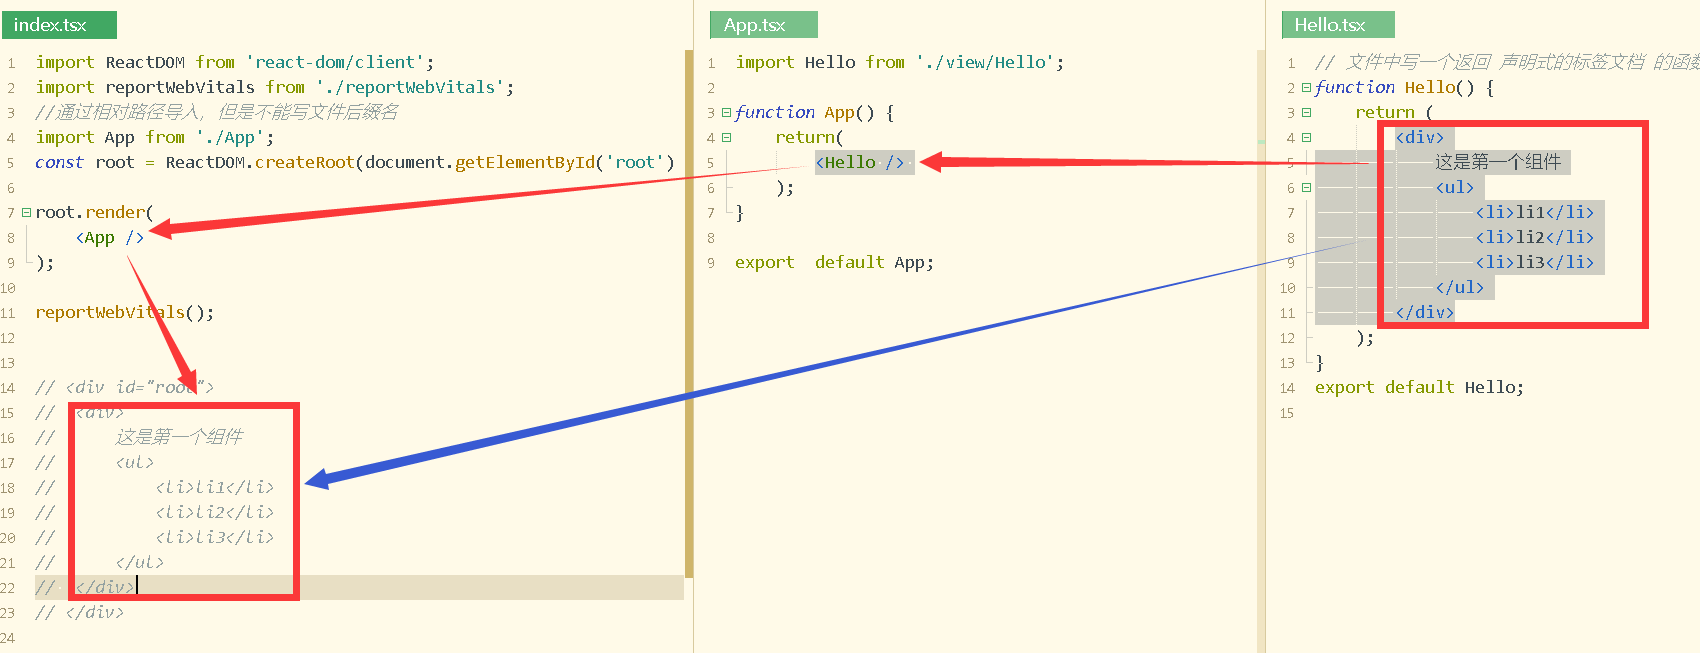 index.tsx
1 import ReactDOM from 'react-dom/client';
2 import reportWebVitals from './reportWebVitals';
3 //通过相对路径导入，但是不能写文件后缀名
4 import App from './App';
5 const root = ReactDOM.createRoot(document.getElementById('root')
6
7 root.render(
8 <App />
9 );
10
11 reportWebVitals();
12
13
14 // <div id="root">
15 // <div>
16 // 这是第一个组件
17 // <ul>
18 // <li>li1</li>
19 // <li>li2</li>
20 // <li>li3</li>
21 // </ul>
22 // </div>
23 // </div>
24
App.tsx
1 import Hello from './view/Hello';
2
3 function App() {
4 return(
5 <Hello />
6 );
7 }
8
9 export default App;
Hello.tsx
1 // 文件中写一个返回 声明式的标签文档 的函数
2 function Hello() {
3 return (
4 <div>
5 这是第一个组件
6 <ul>
7 <li>li1</li>
8 <li>li2</li>
9 <li>li3</li>
10 </ul>
11 </div>
12 );
13 }
14 export default Hello;
15